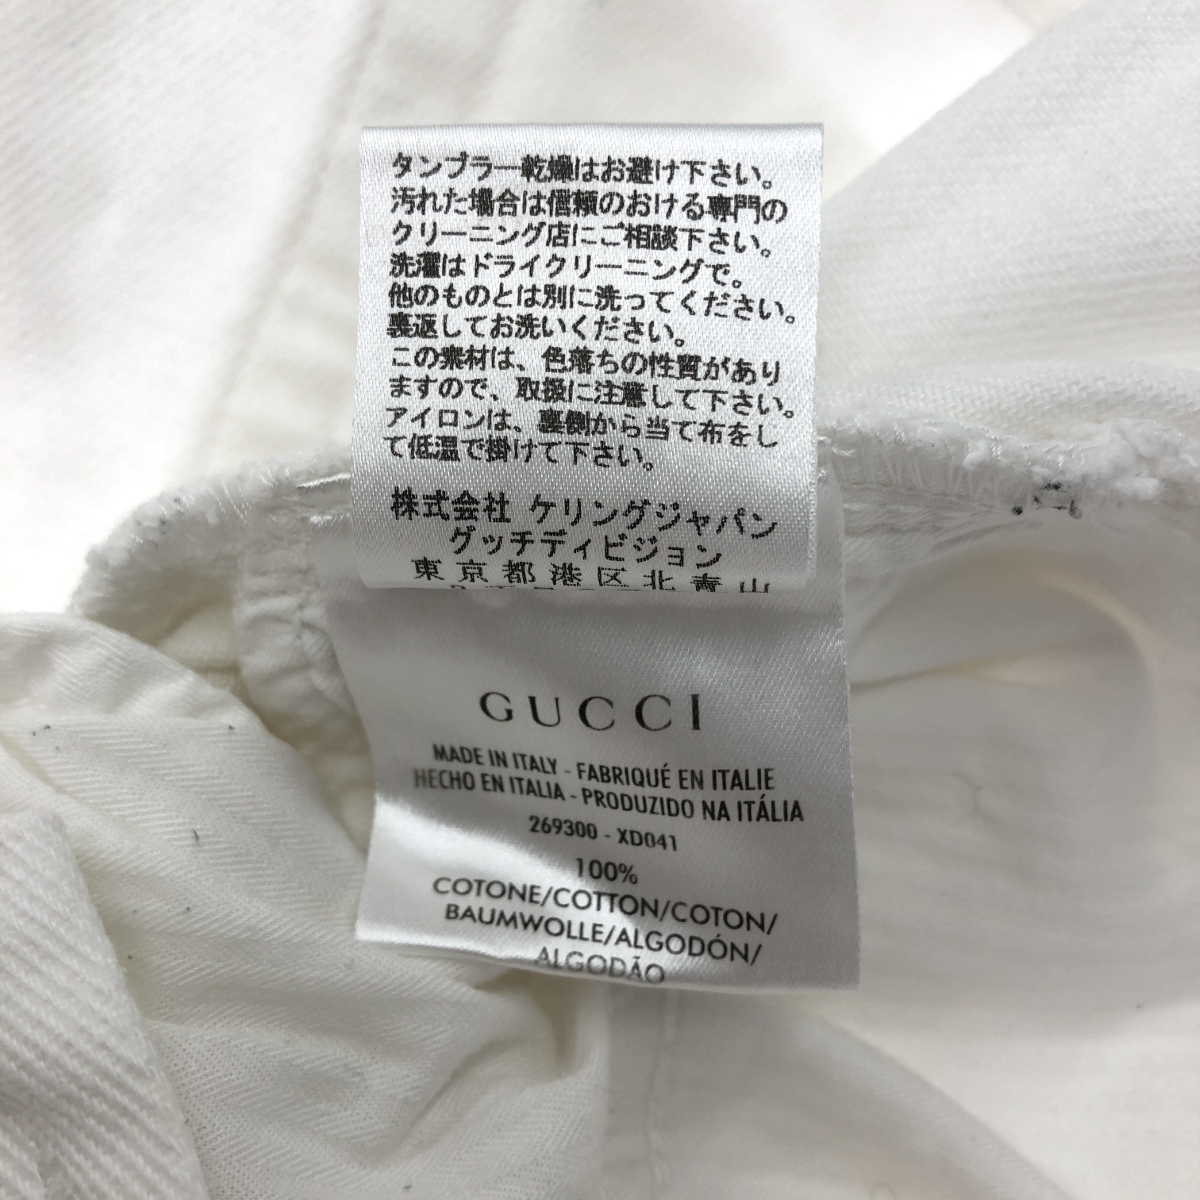 タンブラー乾燥はお避け下さい。
汚れた場合は信頼のおける専門の
クリーニング店にご相談下さい。
洗濯はドライクリーニングで。
他のものとは別に洗ってください。
裏返してお洗いください。
この素材は、色落ちの性質があり
ますので、取扱に注意して下さい。
アイロンは、裏側から当て布をし
て低温で掛けて下さい。
株式会社 ケリングジャパン
グッチディビジョン
東京都港区北青山
GUCCI
MADE IN ITALY - FABRIQUÉ EN ITALIE
HECHO EN ITALIA - PRODUZIDO NA ITÁLIA
269300 - XD041
100%
COTONE/COTTON/COTON/
BAUMWOLLE/ALGODÓN/
ALGODÃO